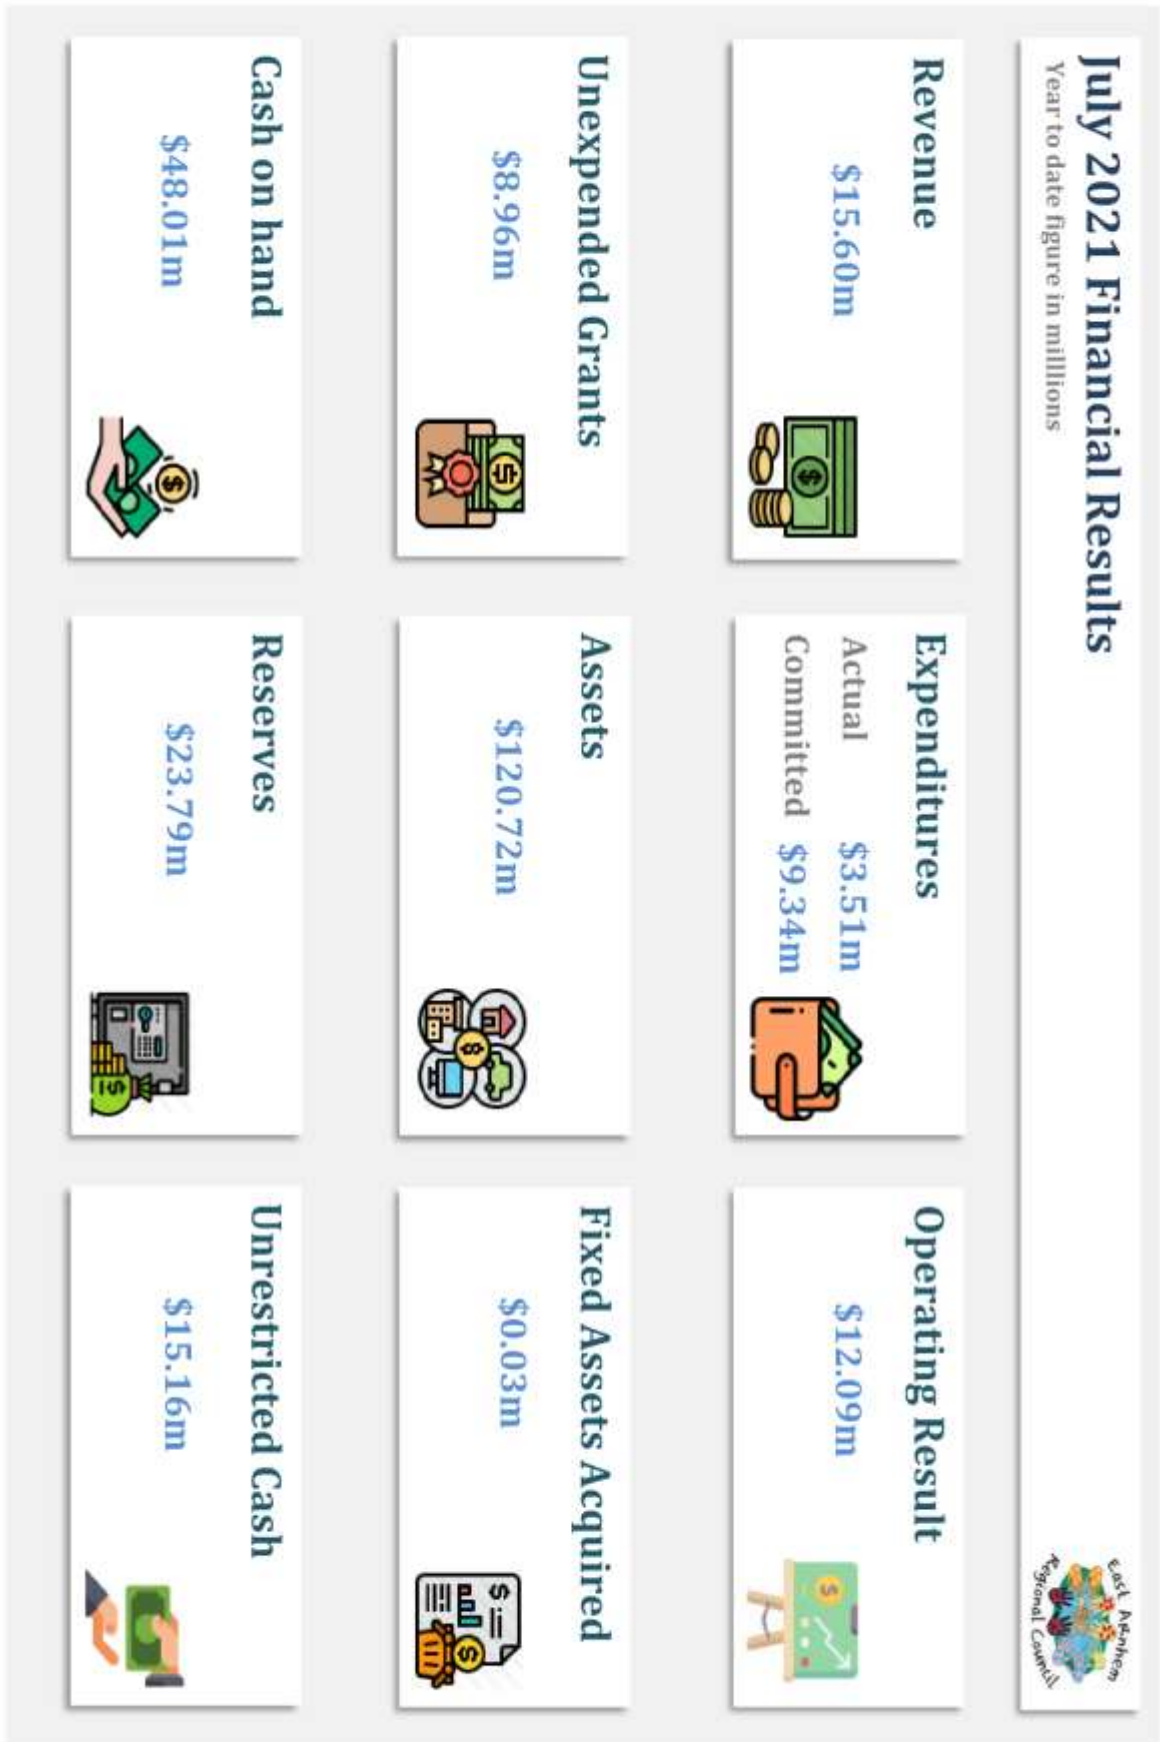 July 2021 Financial Results
Year to date figure in milllions
East Arnhem
Regional Council
Revenue
$15.60m
Expenditures
Actual $3.51m
Committed $9.34m
Operating Result
$12.09m
Unexpended Grants
$8.96m
Assets
$120.72m
Fixed Assets Acquired
$0.03m
Cash on hand
$48.01m
Reserves
$23.79m
Unrestricted Cash
$15.16m